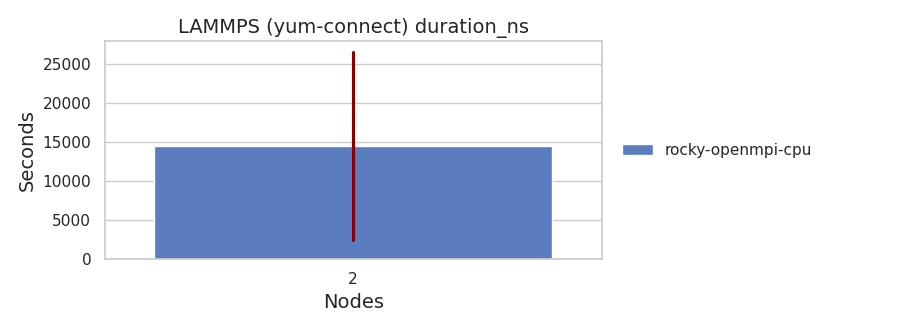 LAMMPS (yum-connect) duration_ns
Seconds
25000
20000
15000
10000
5000
0
2
Nodes
rocky-openmpi-cpu